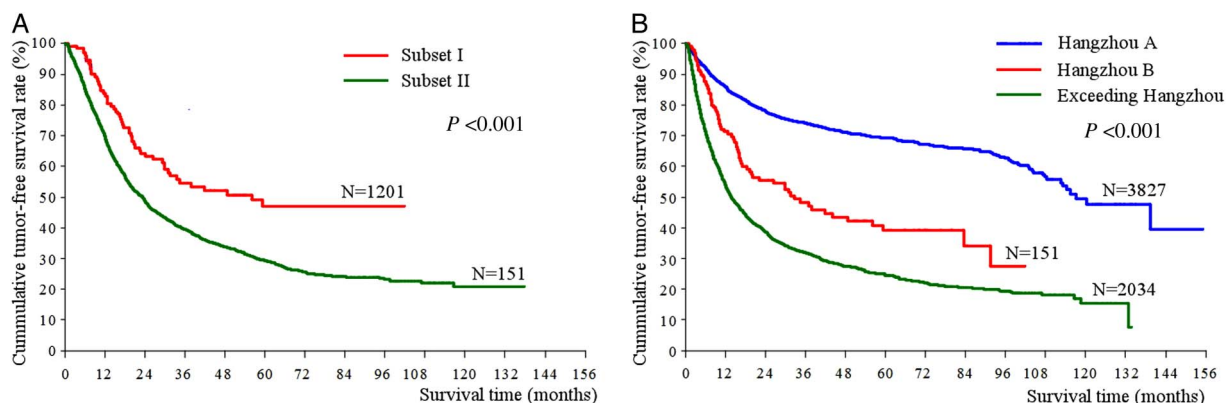 A
Cummulative tumor-free survival rate (%)
100
90
80
70
60
50
40
30
20
10
0
Subset I
Subset II
P <0.001
N=1201
N=151
0 12 24 36 48 60 72 84 96 108 120 132 144 156
Survival time (months)
B
Cummulative tumor-free survival rate (%)
100
90
80
70
60
50
40
30
20
10
0
Hangzhou A
Hangzhou B
Exceeding Hangzhou
P <0.001
N=3827
N=151
N=2034
0 12 24 36 48 60 72 84 96 108 120 132 144 156
Survival time (months)